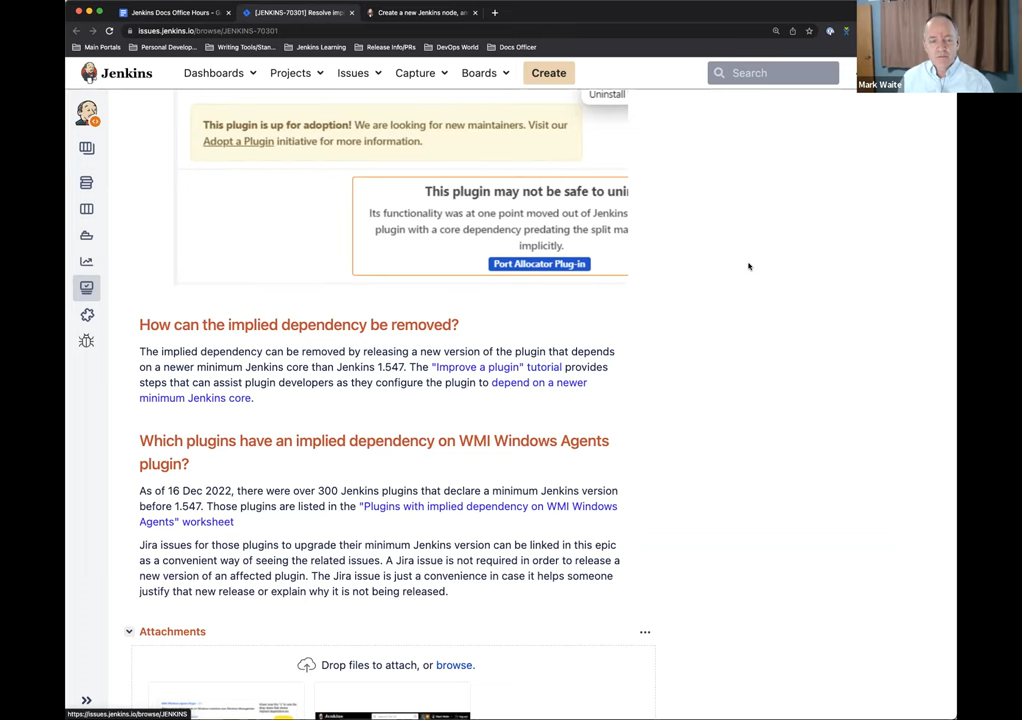 Jenkins Docs Office Hours - G
[JENKINS-70301] Resolve impl
Create a new Jenkins node, an
issues.jenkins.io/browse/JENKINS-70301
Main Portals
Personal Develop...
Writing Tools/Stan...
Jenkins Learning
Release Info/PRs
DevOps World
Docs Officer
Mark Waite
Jenkins
Dashboards
Projects
Issues
Capture
Boards
Create
Search
Uninstall
This plugin is up for adoption! We are looking for new maintainers. Visit our
Adopt a Plugin initiative for more information.
This plugin may not be safe to uni
Its functionality was at one point moved out of Jenkins
plugin with a core dependency predating the split ma
implicitly.
Port Allocator Plug-in
How can the implied dependency be removed?
The implied dependency can be removed by releasing a new version of the plugin that depends
on a newer minimum Jenkins core than Jenkins 1.547. The "Improve a plugin" tutorial provides
steps that can assist plugin developers as they configure the plugin to depend on a newer
minimum Jenkins core.
Which plugins have an implied dependency on WMI Windows Agents
plugin?
As of 16 Dec 2022, there were over 300 Jenkins plugins that declare a minimum Jenkins version
before 1.547. Those plugins are listed in the "Plugins with implied dependency on WMI Windows
Agents" worksheet
Jira issues for those plugins to upgrade their minimum Jenkins version can be linked in this epic
as a convenient way of seeing the related issues. A Jira issue is not required in order to release a
new version of an affected plugin. The Jira issue is just a convenience in case it helps someone
justify that new release or explain why it is not being released.
Attachments
Drop files to attach, or browse.
https://issues.jenkins.io/browse/JENKINS
Jenkins